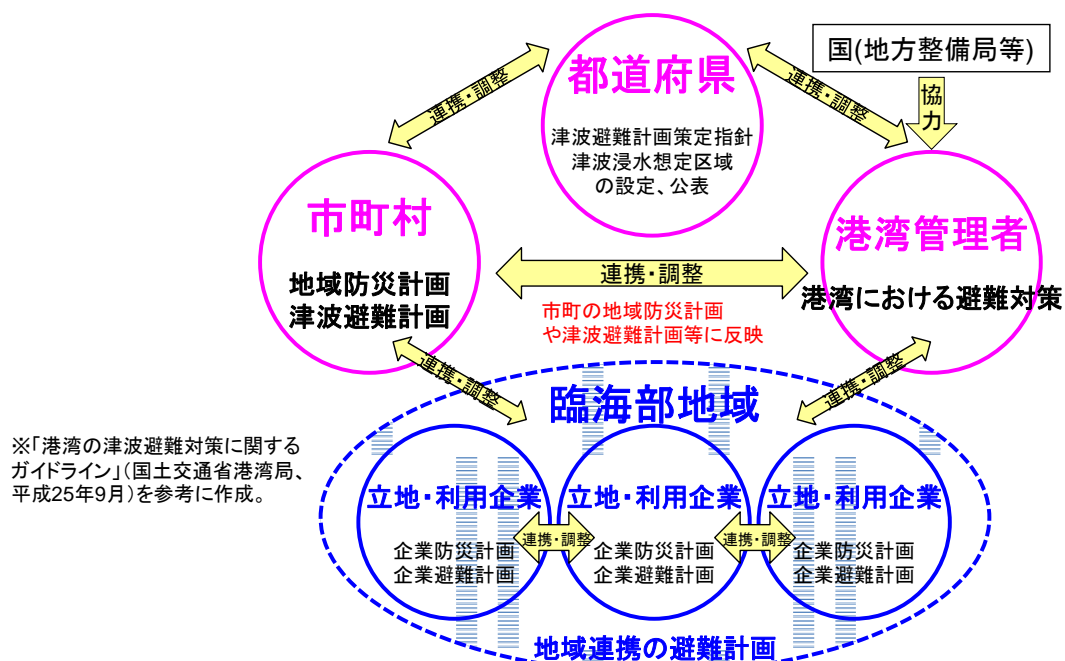 国(地方整備局等)
協力
都道府県
津波避難計画策定指針
津波浸水想定区域
の設定、公表
連携・調整
連携・調整
市町村
地域防災計画
津波避難計画
港湾管理者
港湾における避難対策
連携・調整
市町の地域防災計画
や津波避難計画等に反映
連携・調整
連携・調整
臨海部地域
※「港湾の津波避難対策に関する
ガイドライン」(国土交通省港湾局、
平成25年9月)を参考に作成。
立地・利用企業
企業防災計画
企業避難計画
連携・調整
立地・利用企業
企業防災計画
企業避難計画
連携・調整
立地・利用企業
企業防災計画
企業避難計画
地域連携の避難計画